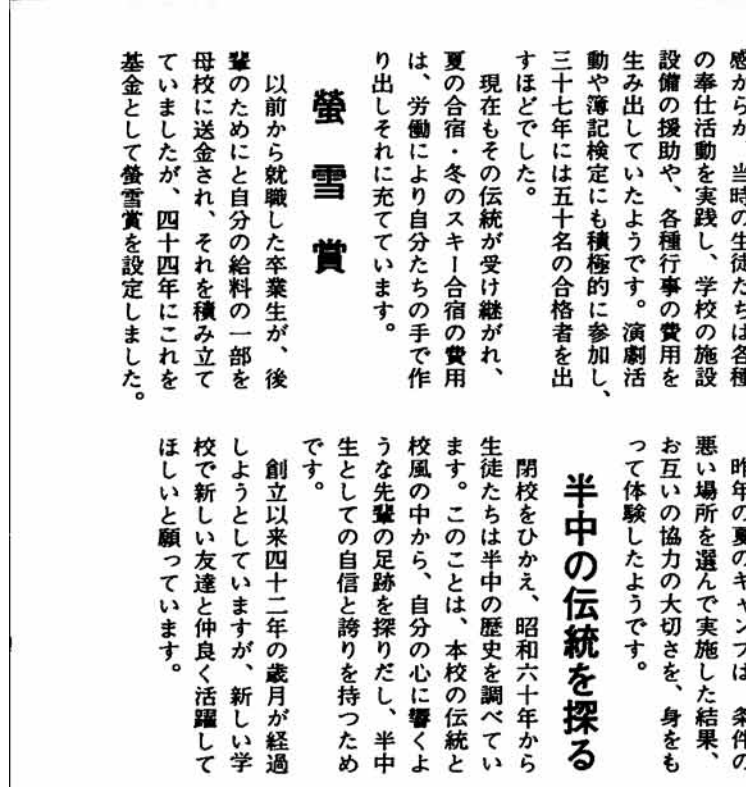 感からか、当時の生徒たちは各種
の奉仕活動を実践し、学校の施設
設備の援助や、各種行事の費用を
生み出していたようです。演劇活
動や簿記検定にも積極的に参加し、
三十七年には五十名の合格者を出
すほどでした。
現在もその伝統が受け継がれ、
夏の合宿・冬のスキー合宿の費用
は、労働により自分たちの手で作
り出しそれに充てています。
螢雪賞
以前から就職した卒業生が、後
輩のためにと自分の給料の一部を
母校に送金され、それを積み立て
ていましたが、四十四年にこれを
基金として螢雪賞を設定しました。
昨年の夏のキャンプは、条件の
悪い場所を選んで実施した結果、
お互いの協力の大切さを、身をも
って体験したようです。
半中の伝統を探る
閉校をひかえ、昭和六十年から
生徒たちは半中の歴史を調べてい
ます。このことは、本校の伝統と
校風の中から、自分の心に響くよ
うな先輩の足跡を探りだし、半中
生としての自信と誇りを持つため
です。
創立以来四十二年の歳月が経過
しようとしていますが、新しい学
校で新しい友達と仲良く活躍して
ほしいと願っています。